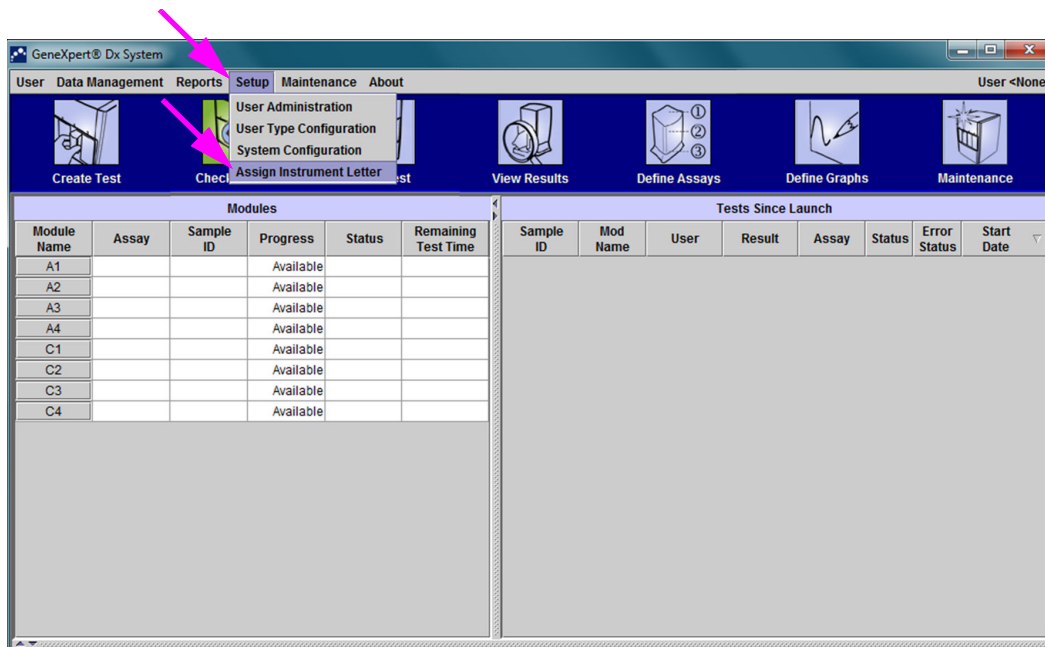 GeneXpert® Dx System
User Data Management Reports Setup Maintenance About User <None
User Administration
User Type Configuration
System Configuration
Assign Instrument Letter
①
②
③
Create Test Chec st View Results Define Assays Define Graphs Maintenance
Modules
Module Name Assay Sample ID Progress Status Remaining Test Time
A1 Available
A2 Available
A3 Available
A4 Available
C1 Available
C2 Available
C3 Available
C4 Available
Tests Since Launch
Sample ID Mod Name User Result Assay Status Error Status Start Date